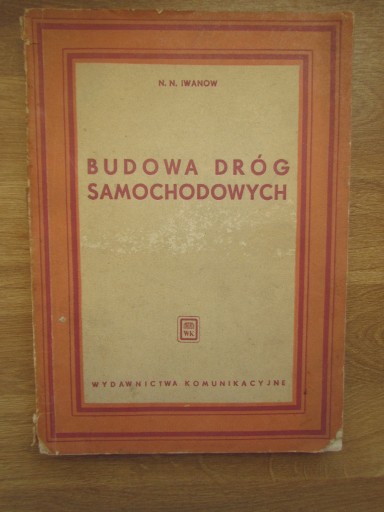 N. N. IWANOW
BUDOWA DRÓG
SAMOCHODOWYCH
WK
WYDAWNICTWA KOMUNIKACYJNE